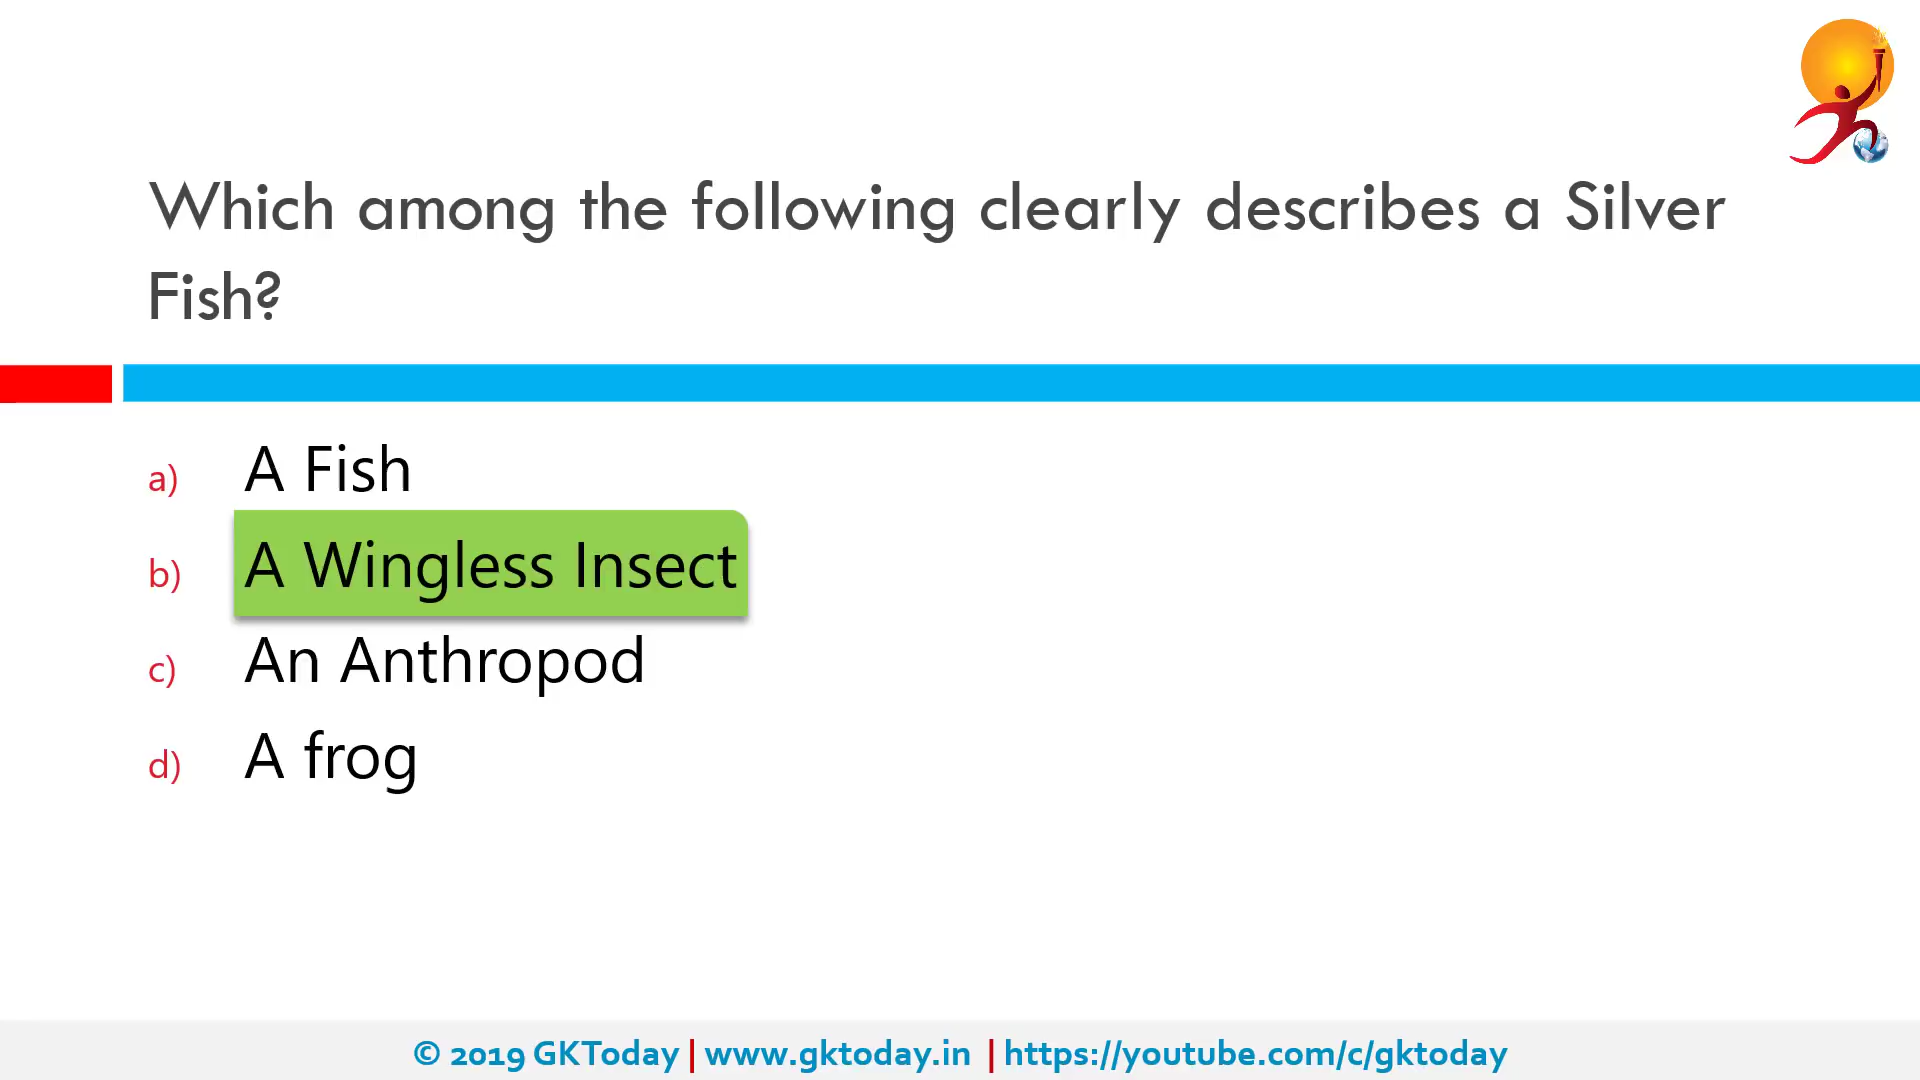 Which among the following clearly describes a Silver
Fish?
a) A Fish
b) A Wingless Insect
c) An Anthropod
d) A frog
© 2019 GKToday | www.gktoday.in | https://youtube.com/c/gktoday